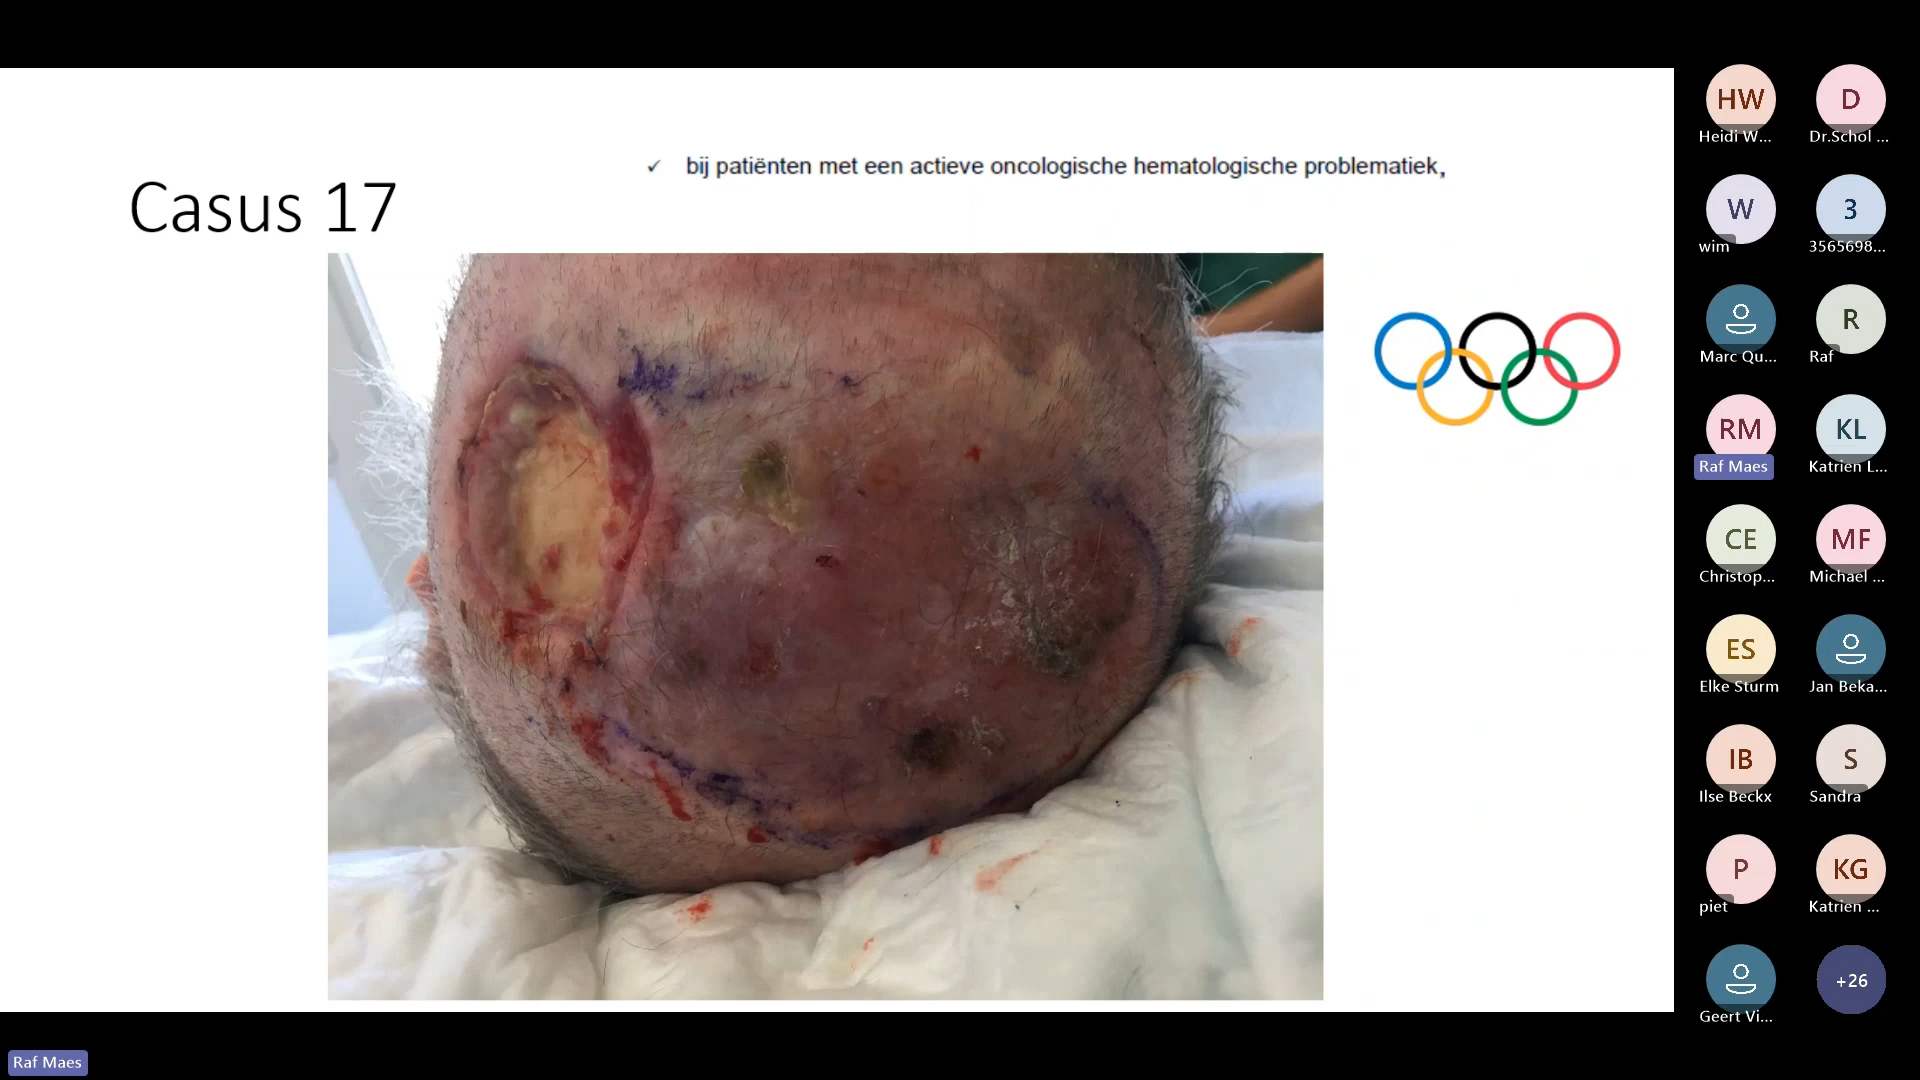 bij patiënten met een actieve oncologische hematologische problematiek,
Casus 17
HW
Heidi W...
D
Dr.Schol ...
W
wim
3
3565698...
Marc Qu...
R
Raf
RM
Raf Maes
KL
Katrien L...
CE
Christop...
MF
Michael ...
ES
Elke Sturm
Jan Beka...
IB
Ilse Beckx
S
Sandra
P
piet
KG
Katrien ...
Geert Vi...
+26
Raf Maes